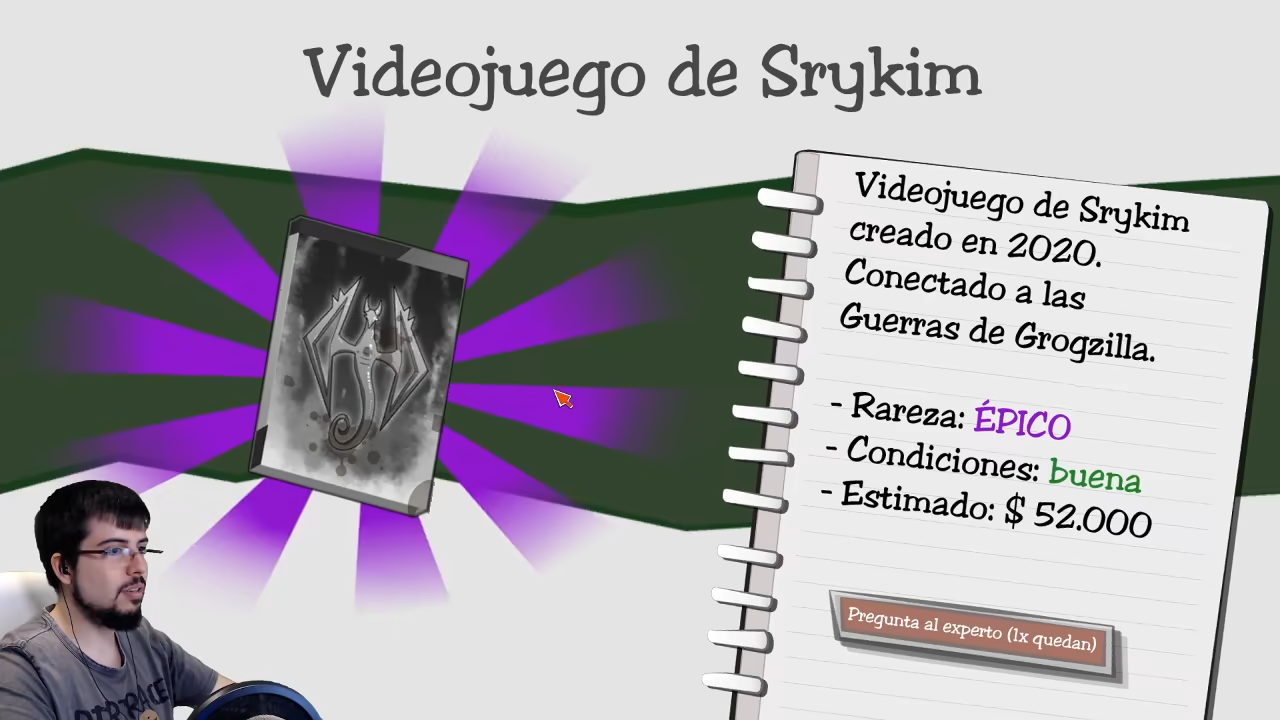 Videojuego de Srykim
Videojuego de Srykim
creado en 2020.
Conectado a las
Guerras de Grogzilla.
- Rareza: ÉPICO
- Condiciones: buena
- Estimado: $ 52.000
Pregunta al experto (1x quedan)